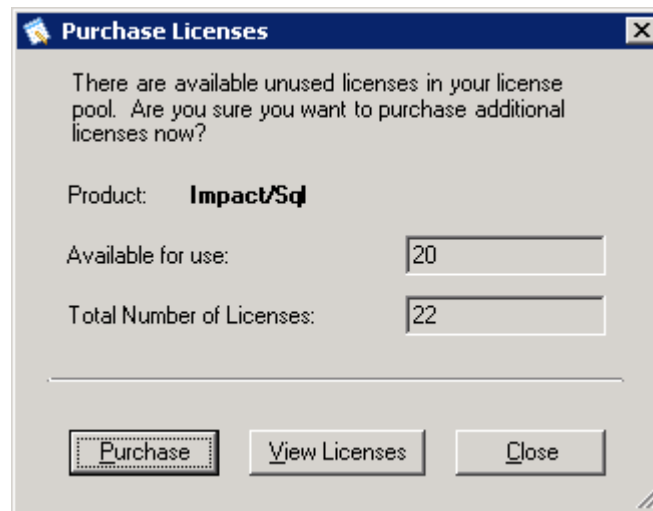 Purchase Licenses
There are available unused licenses in your license
pool. Are you sure you want to purchase additional
licenses now?
Product: Impact/Sql
Available for use: 20
Total Number of Licenses: 22
Purchase View Licenses Close